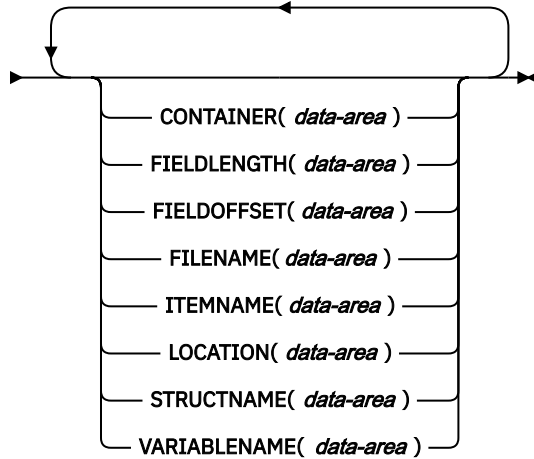 CONTAINER( data-area )
FIELDLENGTH( data-area )
FIELDOFFSET( data-area )
FILENAME( data-area )
ITEMNAME( data-area )
LOCATION( data-area )
STRUCTNAME( data-area )
VARIABLENAME( data-area )